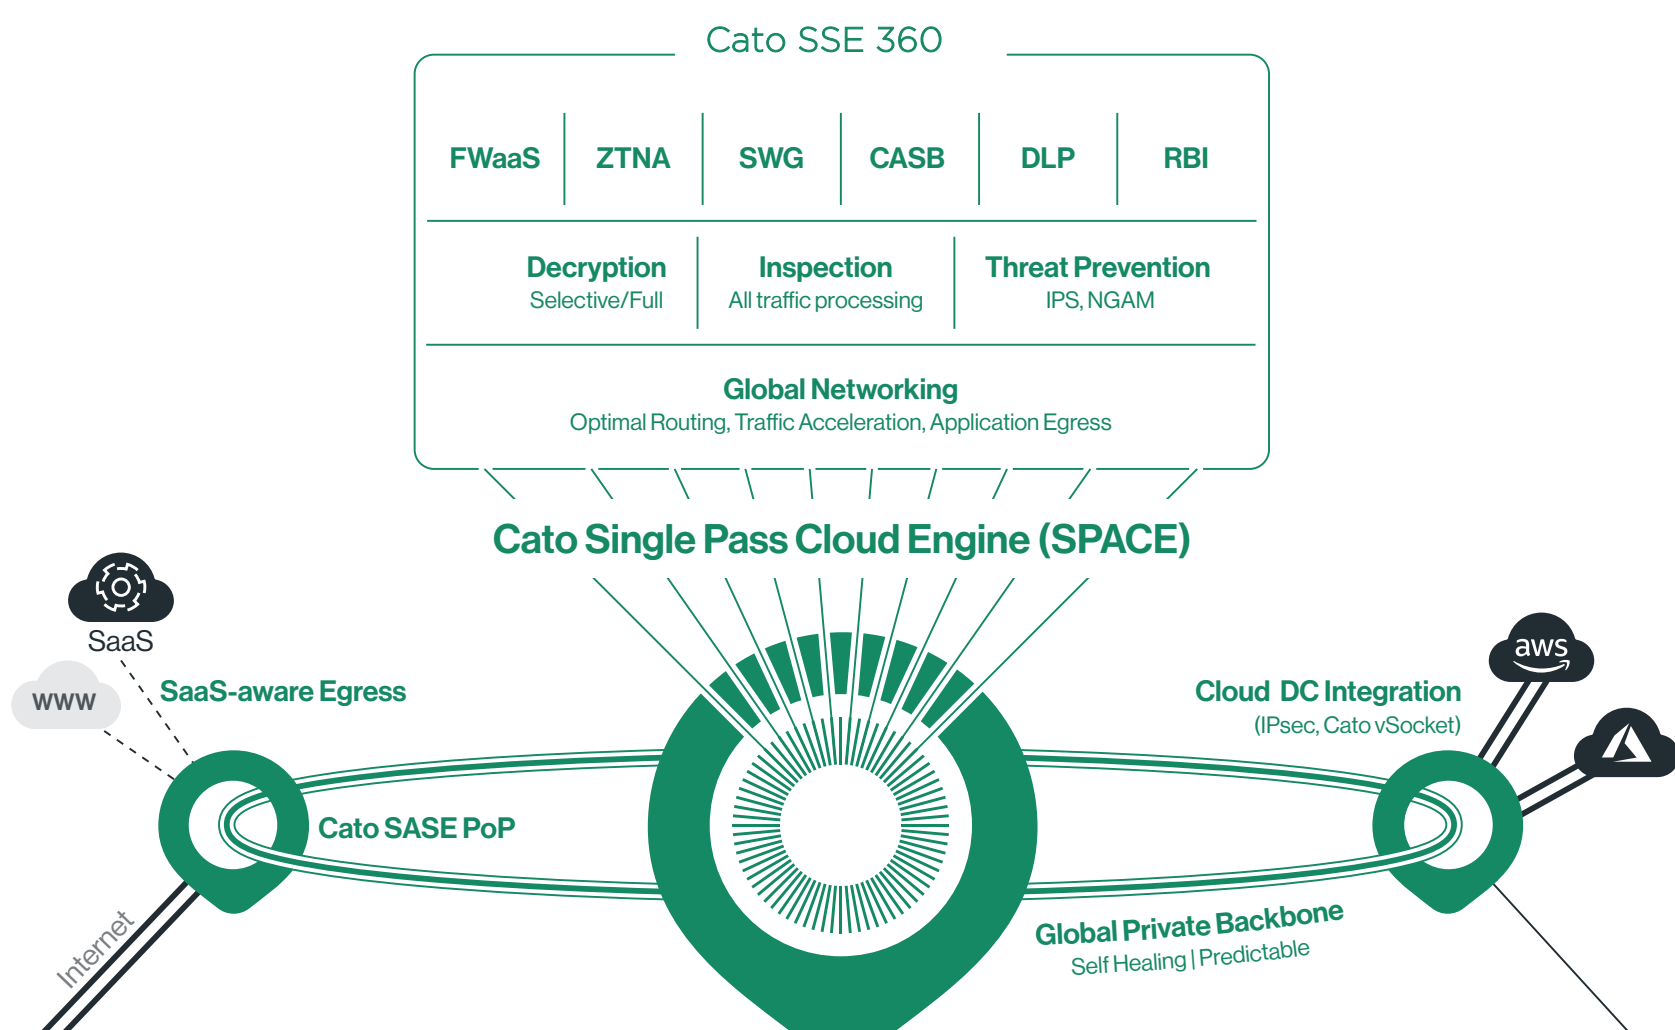 Cato SSE 360
FWaaS ZTNA SWG CASB DLP RBI
Decryption Inspection Threat Prevention
Selective/Full All traffic processing IPS, NGAM
Global Networking
Optimal Routing, Traffic Acceleration, Application Egress
Cato Single Pass Cloud Engine (SPACE)
SaaS
www
SaaS-aware Egress
Cato SASE PoP
Internet
aws
Cloud DC Integration
(IPsec, Cato vSocket)
Global Private Backbone
Self Healing | Predictable